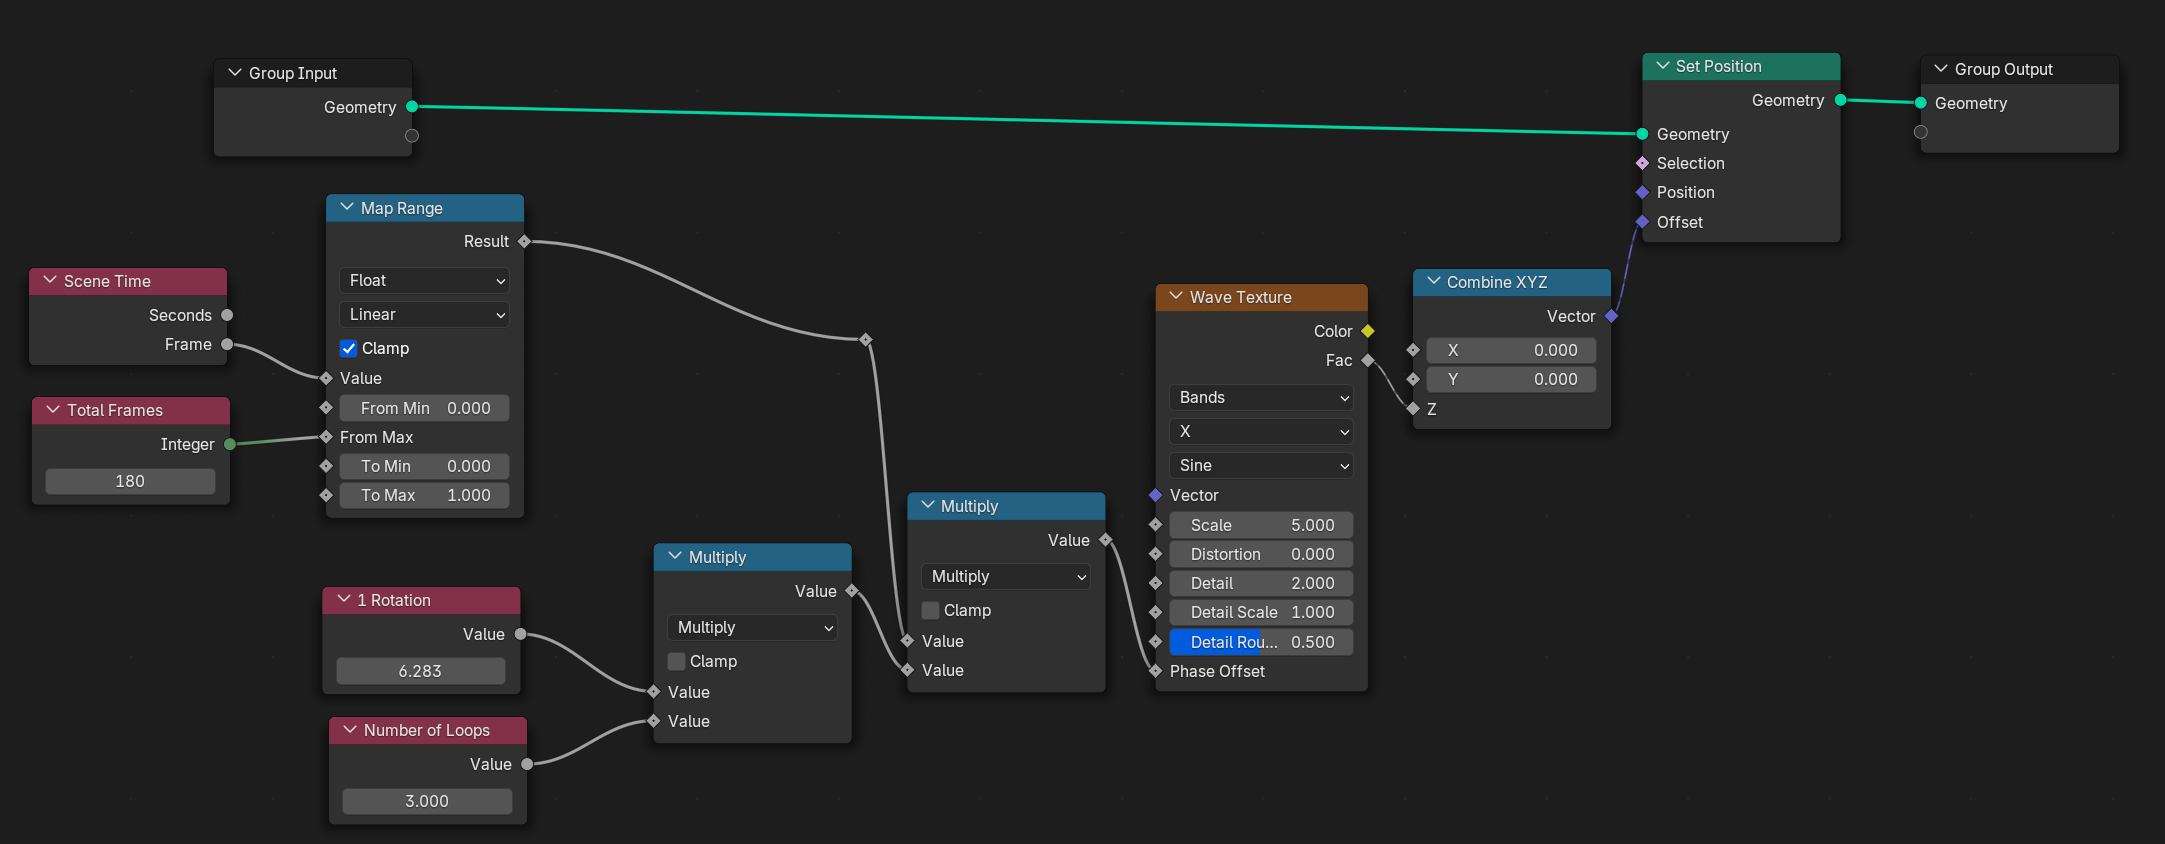 Group Input
Geometry
Set Position
Geometry
Geometry
Selection
Position
Offset
Group Output
Geometry
Map Range
Result
Float
Linear
Clamp
Value
From Min 0.000
From Max
To Min 0.000
To Max 1.000
Scene Time
Seconds
Frame
Total Frames
Integer
180
1 Rotation
Value
6.283
Number of Loops
Value
3.000
Multiply
Value
Multiply
Clamp
Value
Value
Multiply
Value
Multiply
Clamp
Value
Value
Wave Texture
Color
Fac
Bands
X
Sine
Vector
Scale 5.000
Distortion 0.000
Detail 2.000
Detail Scale 1.000
Detail Rou... 0.500
Phase Offset
Combine XYZ
Vector
X 0.000
Y 0.000
Z